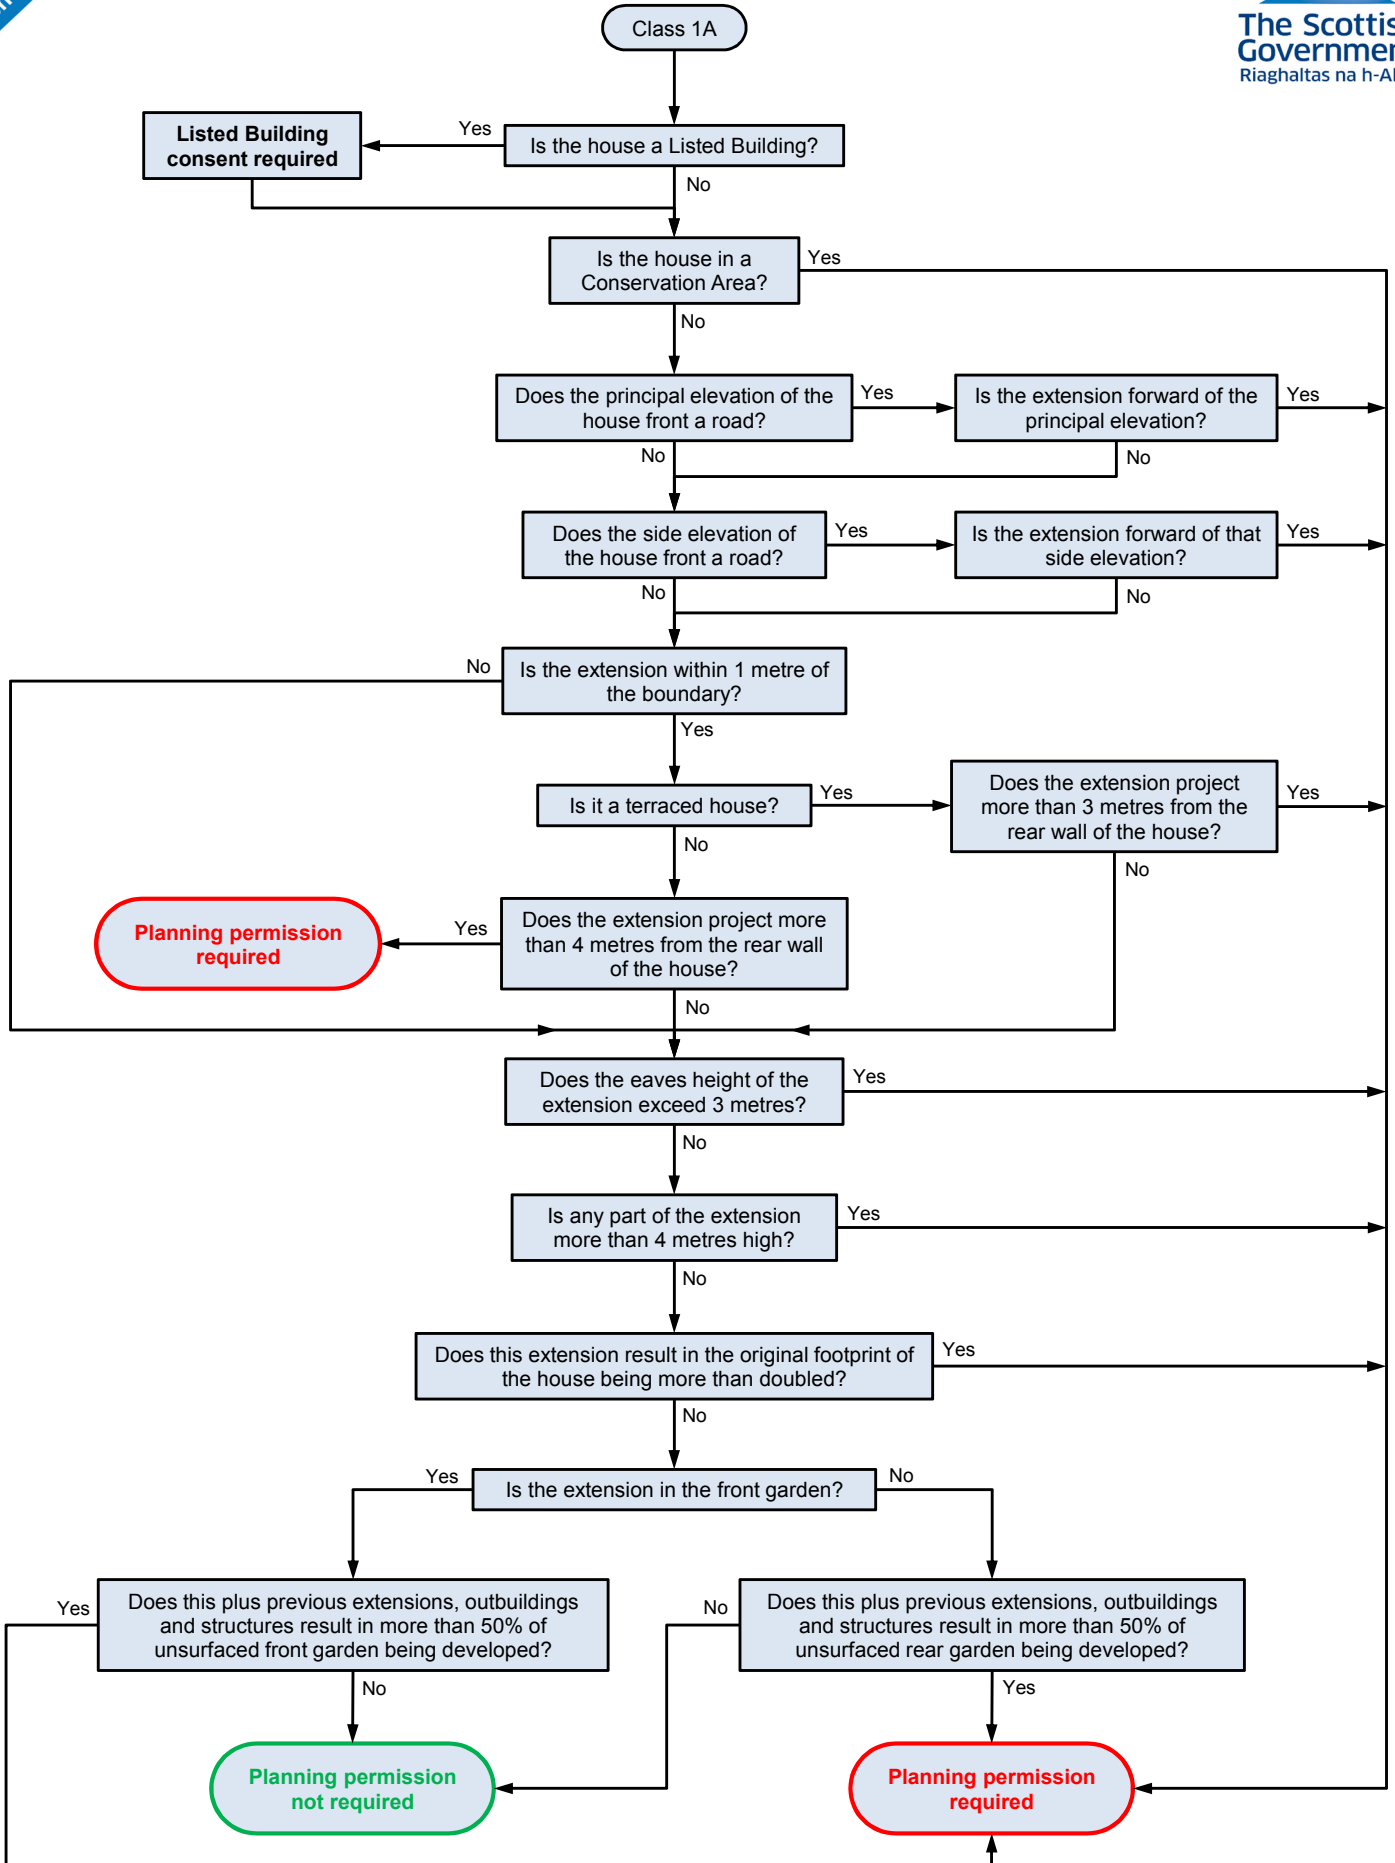 Class 1A
The Scottis
Governmen
Riaghaltas na h-Al
Listed Building
consent required
Yes
Is the house a Listed Building?
No
Is the house in a
Conservation Area?
Yes
No
Does the principal elevation of the
house front a road?
Yes
Is the extension forward of the
principal elevation?
Yes
No
No
Does the side elevation of
the house front a road?
Yes
Is the extension forward of that
side elevation?
Yes
No
No
No
Is the extension within 1 metre of
the boundary?
Yes
Is it a terraced house?
Yes
Does the extension project
more than 3 metres from the
rear wall of the house?
Yes
No
No
Planning permission
required
Yes
Does the extension project more
than 4 metres from the rear wall
of the house?
No
Does the eaves height of the
extension exceed 3 metres?
Yes
No
Is any part of the extension
more than 4 metres high?
Yes
No
Does this extension result in the original footprint of
the house being more than doubled?
Yes
No
Yes
Is the extension in the front garden?
No
Yes
Does this plus previous extensions, outbuildings
and structures result in more than 50% of
unsurfaced front garden being developed?
No
No
Does this plus previous extensions, outbuildings
and structures result in more than 50% of
unsurfaced rear garden being developed?
Yes
Planning permission
not required
Planning permission
required